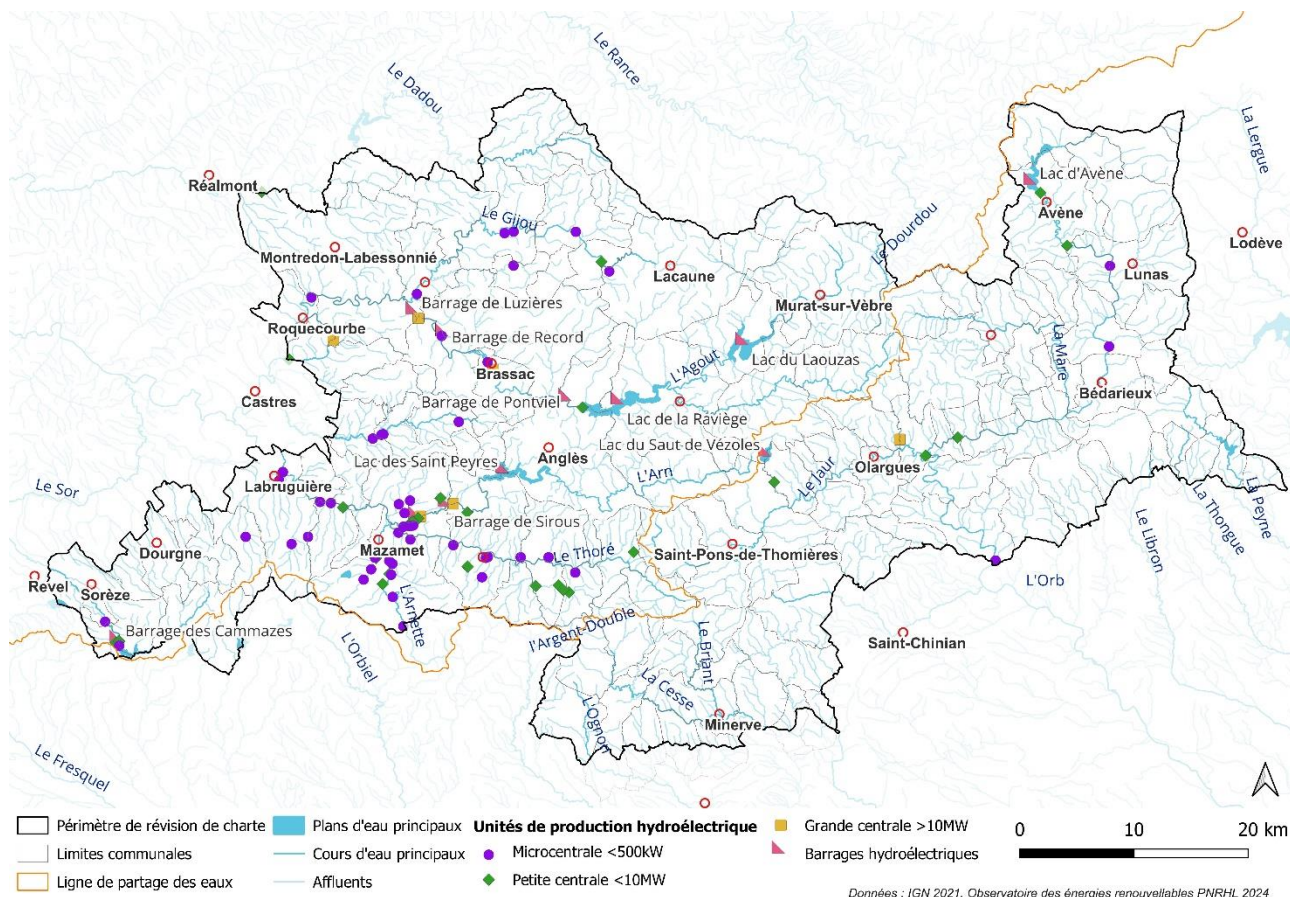 Le Rance
Le Dadou
La Lergue
Réalmont
Lac d'Avène
Avène
Le Gijou
Le Dourdou
Lodève
Montredon-Labessonnié
Lacaune
Lunas
Murat-sur-Vèbre
Barrage de Luzières
Roquecourbe
Barrage de Record
La Mare
Lac du Laouzas
Brassac
L'Agout
Bédarieux
Castres
Barrage de Pontviel
Lac de la Raviège
Lac du Saut de Vézoles
Anglès
Olargues
Lac des Saint Peyres
L'Arn
Le Jaur
Labruguière
Le Sor
La Peyne
La Thongue
Le Libron
Barrage de Sirous
Mazamet
Dourgne
Le Thoré
Saint-Pons-de-Thomières
L'Orb
Revel
Sorèze
L'Arnette
l'Argent-Double
Barrage des Cammazes
Le Briant
Saint-Chinian
L'Orbiel
La Cesse
L'Ognon
Minerve
Le Fresquel
Périmètre de révision de charte
Limites communales
Ligne de partage des eaux
Plans d'eau principaux
Cours d'eau principaux
Affluents
Unités de production hydroélectrique
Microcentrale <500kW
Petite centrale <10MW
Grande centrale >10MW
Barrages hydroélectriques
0 10 20 km
Données : IGN 2021, Observatoire des énergies renouvellables PNRHL 2024